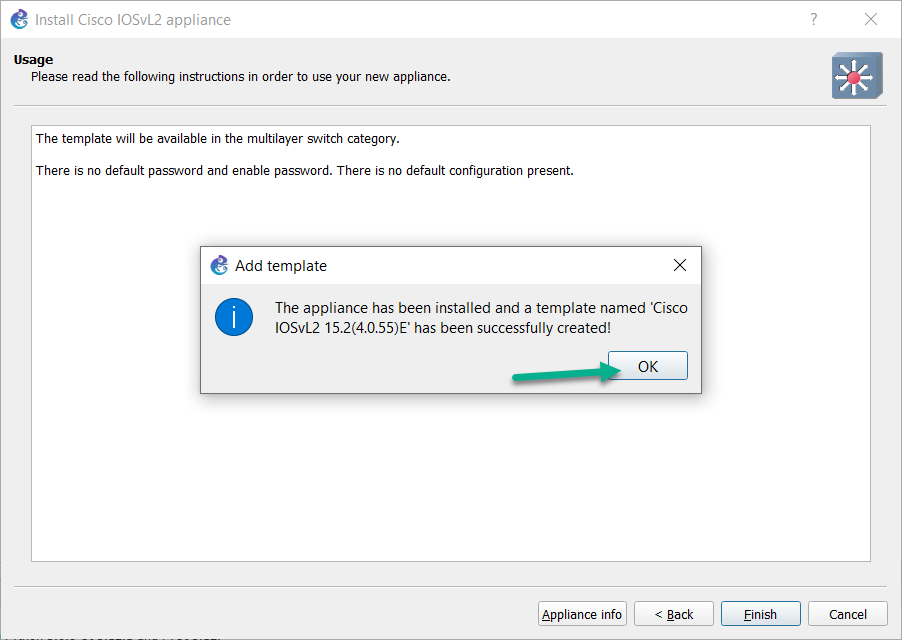 Install Cisco IOSvL2 appliance
?
Usage
Please read the following instructions in order to use your new appliance.
The template will be available in the multilayer switch category.
There is no default password and enable password. There is no default configuration present.
Add template
i
The appliance has been installed and a template named 'Cisco
IOSvL2 15.2(4.0.55)E' has been successfully created!
OK
Appliance info
< Back
Finish
Cancel